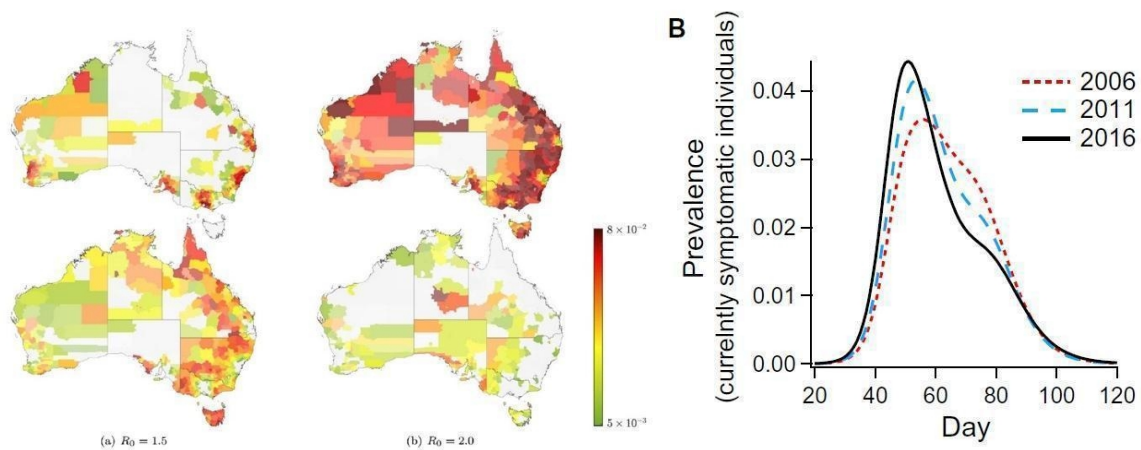 (a) R₀ = 1.5
(b) R₀ = 2.0
8 × 10⁻²
5 × 10⁻³
B
Prevalence
(currelntly symptomatic individuals)
0.04
0.03
0.02
0.01
0.00
20 40 60 80 100 120
Day
2006
2011
2016